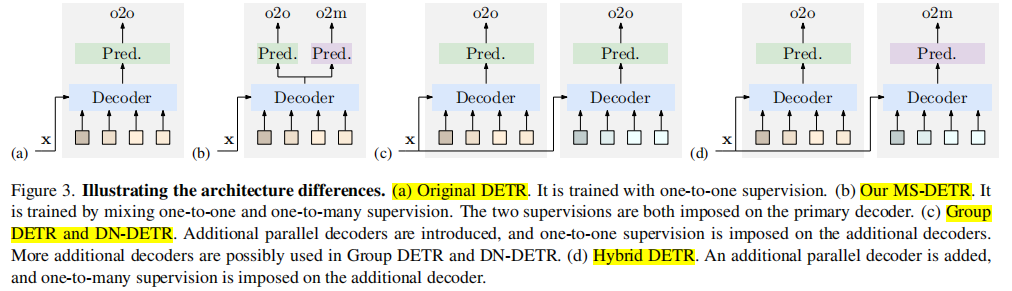 o2o o2o o2m o2o o2o o2o o2m
Pred. Pred. Pred. Pred. Pred. Pred. Pred.
Decoder Decoder Decoder Decoder Decoder Decoder
x x x x
(a) (b) (c) (d)
Figure 3. Illustrating the architecture differences. (a) Original DETR. It is trained with one-to-one supervision. (b) Our MS-DETR. It
is trained by mixing one-to-one and one-to-many supervision. The two supervisions are both imposed on the primary decoder. (c) Group
DETR and DN-DETR. Additional parallel decoders are introduced, and one-to-one supervision is imposed on the additional decoders.
More additional decoders are possibly used in Group DETR and DN-DETR. (d) Hybrid DETR. An additional parallel decoder is added,
and one-to-many supervision is imposed on the additional decoder.